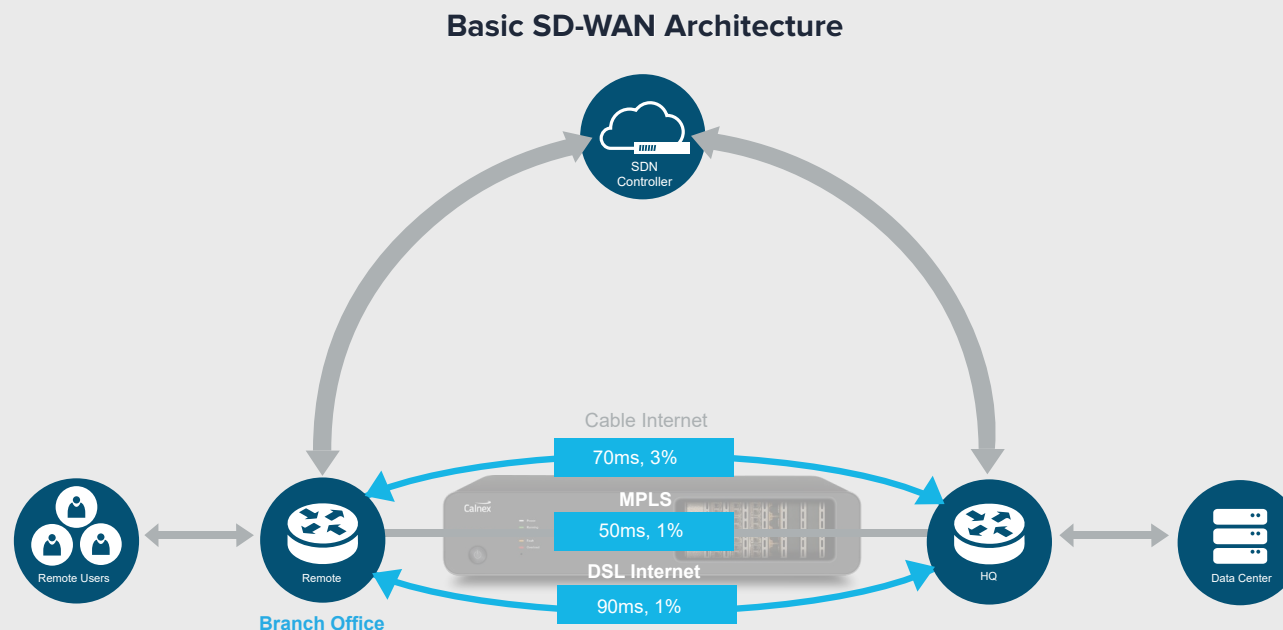 Basic SD-WAN Architecture
SDN
Controller
Cable Internet
70ms, 3%
MPLS
Calnex
50ms, 1%
DSL Internet
90ms, 1%
Remote Users
Remote
HQ
Data Center
Branch Office